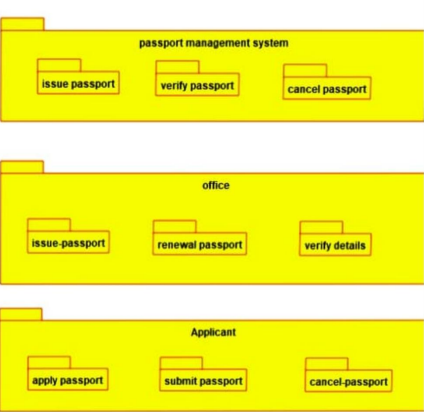 passport management system
issue passport verify passport cancel passport
office
issue-passport renewal passport verify details
Applicant
apply passport submit passport cancel-passport